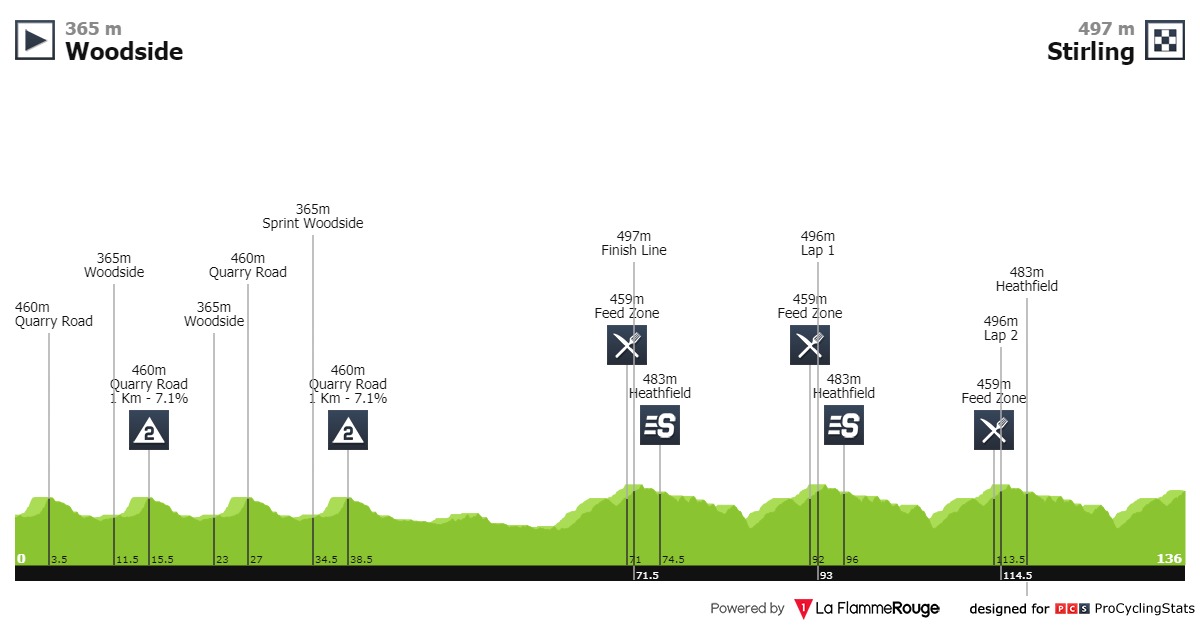 365 m
Woodside
497 m
Stirling
460m
Quarry Road
365m
Woodside
460m
Quarry Road
1 Km - 7.1%
2
365m
Woodside
460m
Quarry Road
365m
Sprint Woodside
460m
Quarry Road
1 Km - 7.1%
2
497m
Finish Line
459m
Feed Zone
483m
Heathfield
S
496m
Lap 1
459m
Feed Zone
483m
Heathfield
S
483m
Heathfield
496m
Lap 2
459m
Feed Zone
0 3.5 11.5 15.5 23 27 34.5 38.5 71 74.5 92 96 113.5 136
71.5 93 114.5
Powered by 1 La FlammeRouge designed for PCS ProCyclingStats